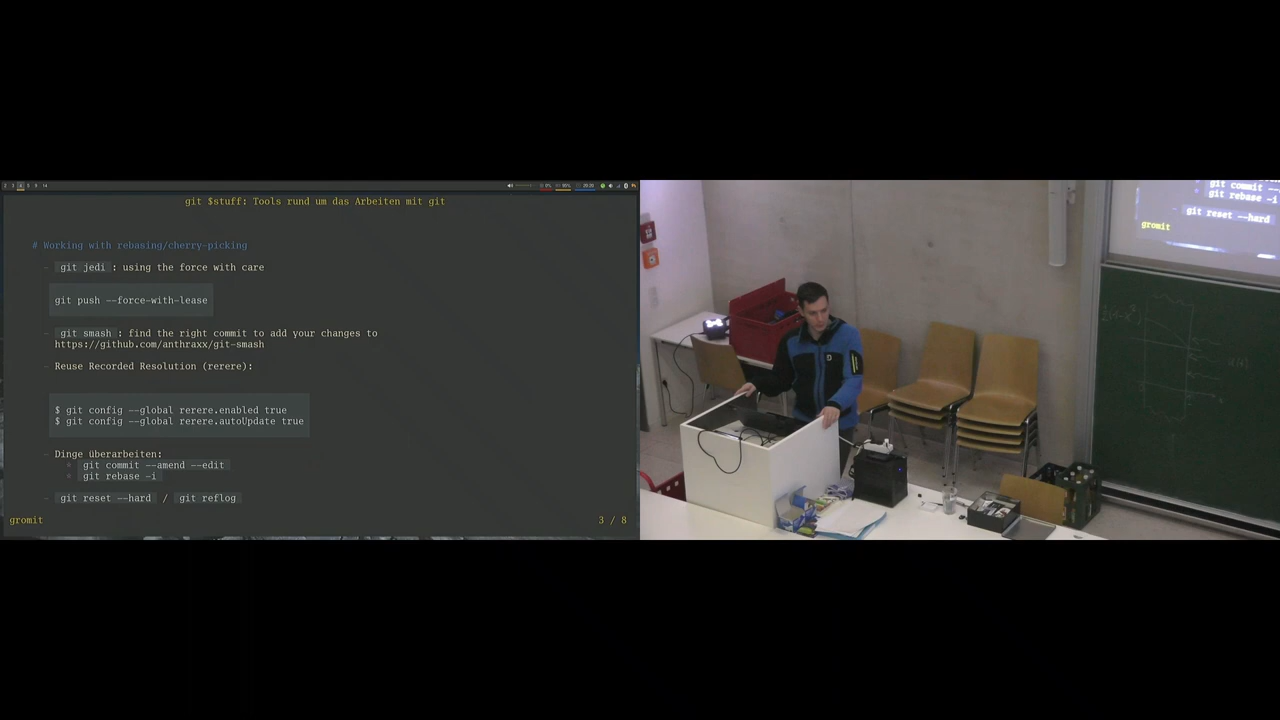 git $stuff: Tools rund um das Arbeiten mit git
# Working with rebasing/cherry-picking
- git jedi : using the force with care
git push --force-with-lease
- git smash : find the right commit to add your changes to
https://github.com/anthraxx/git-smash
- Reuse Recorded Resolution (rerere):
$ git config --global rerere.enabled true
$ git config --global rerere.autoUpdate true
- Dinge überarbeiten:
git commit --amend --edit
git rebase -i
- git reset --hard / git reflog
gromit
3 / 8
git commit --
git rebase -i
git reset --hard
gromit